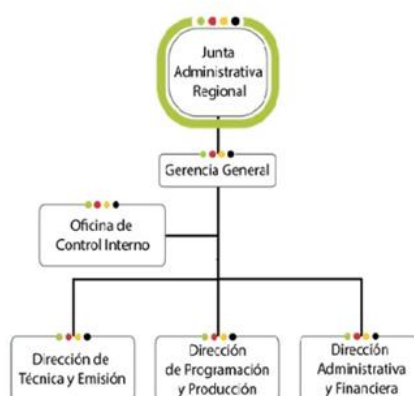 Junta
Administrativa
Regional
Gerencia General
Oficina de
Control Interno
Dirección de
Técnica y Emisión
Dirección
de Programación
y Producción
Dirección
Administrativa
y Financiera